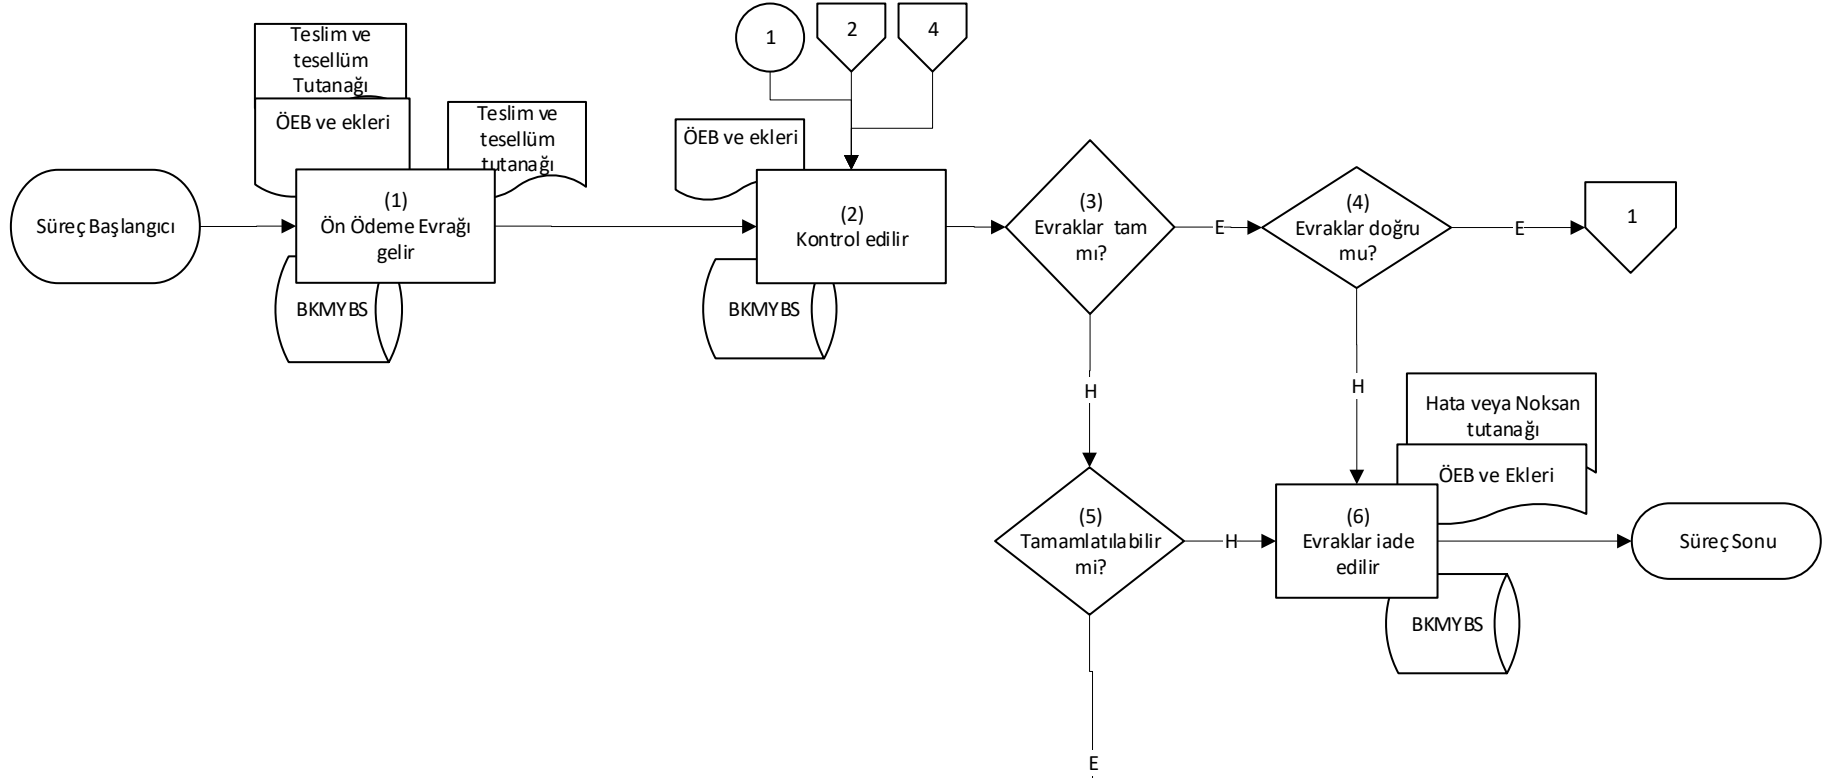 Teslim ve
tesellüm
Tutanağı
ÖEB ve ekleri
Teslim ve
tesellüm
tutanağı
1
2
4
ÖEB ve ekleri
Süreç Başlangıcı
(1)
Ön Ödeme Evrağı
gelir
BKMYBS
(2)
Kontrol edilir
BKMYBS
(3)
Evraklar tam
mı?
E
(4)
Evraklar doğru
mu?
E
1
H
H
Hata veya Noksan
tutanağı
ÖEB ve Ekleri
(5)
Tamamlatılabilir
mi?
H
(6)
Evraklar iade
edilir
Süreç Sonu
BKMYBS
E